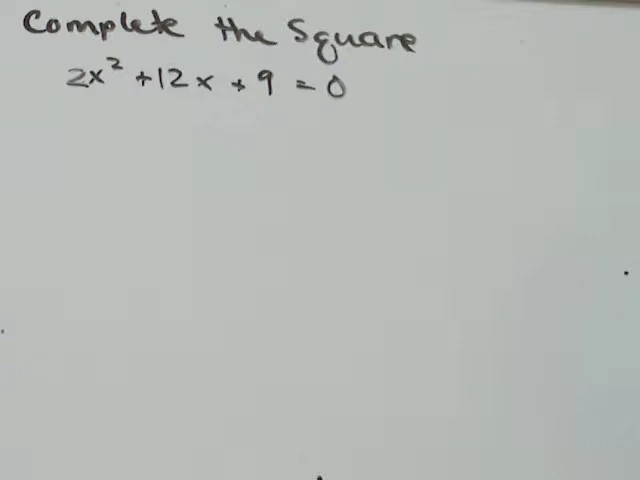 Complete the Square
2x² + 12x + 9 = 0